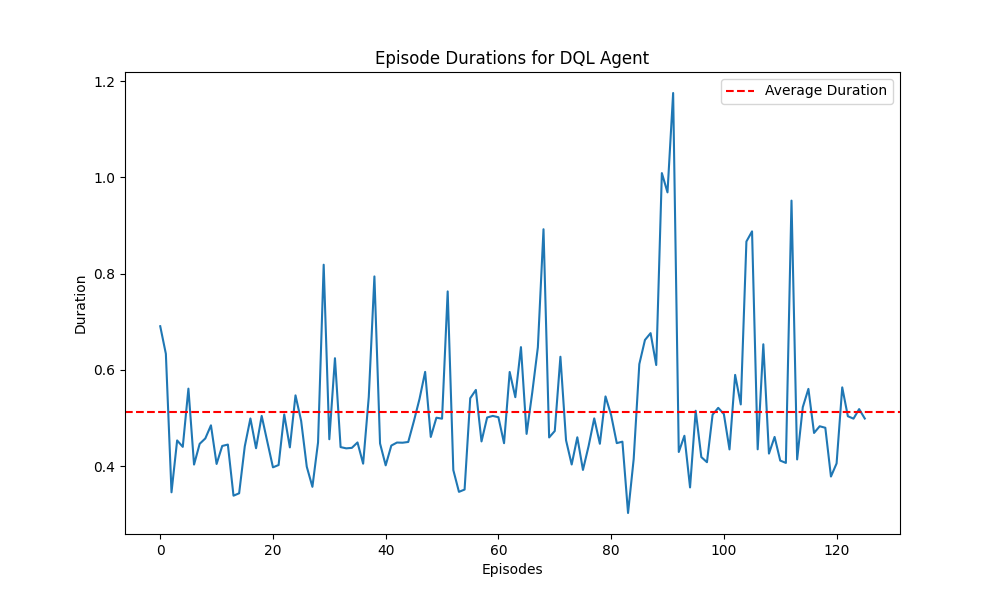 Episode Durations for DQL Agent
Average Duration
1.2
1.0
0.8
0.6
0.4
Duration
0 20 40 60 80 100 120
Episodes